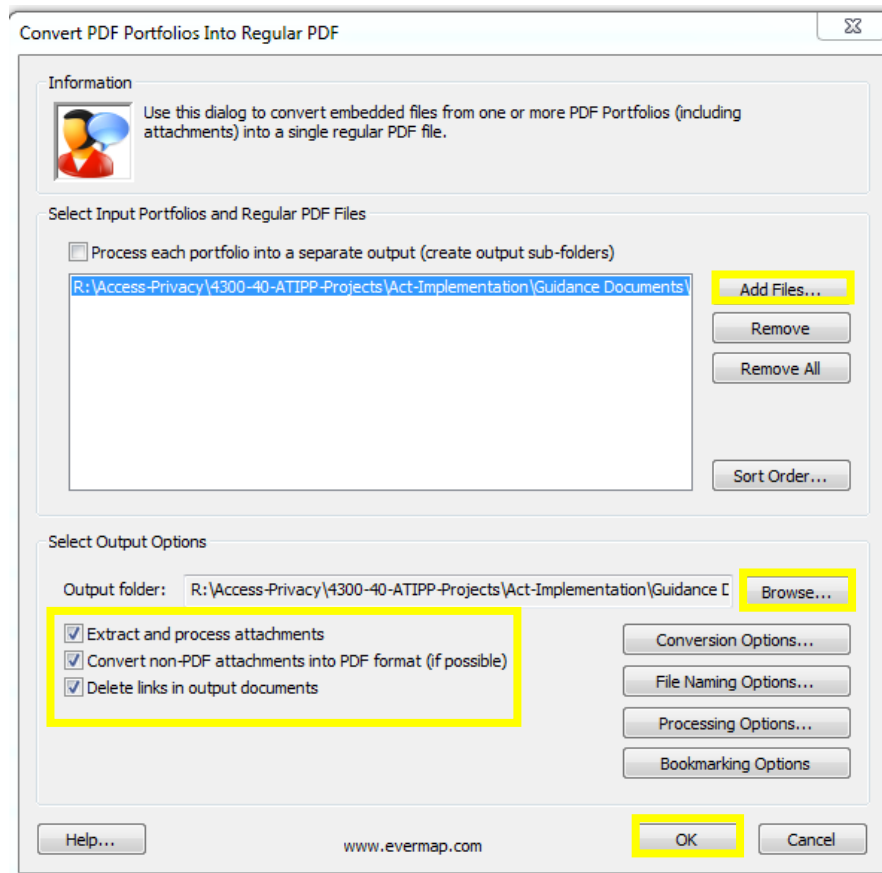 Convert PDF Portfolios Into Regular PDF
Information
Use this dialog to convert embedded files from one or more PDF Portfolios (including
attachments) into a single regular PDF file.
Select Input Portfolios and Regular PDF Files
Process each portfolio into a separate output (create output sub-folders)
R:\Access-Privacy\4300-40-ATIPP-Projects\Act-Implementation\Guidance Documents\
Add Files...
Remove
Remove All
Sort Order...
Select Output Options
Output folder: R:\Access-Privacy\4300-40-ATIPP-Projects\Act-Implementation\Guidance D
Browse...
Extract and process attachments
Convert non-PDF attachments into PDF format (if possible)
Delete links in output documents
Conversion Options...
File Naming Options...
Processing Options...
Bookmarking Options
Help...
www.evermap.com
OK
Cancel